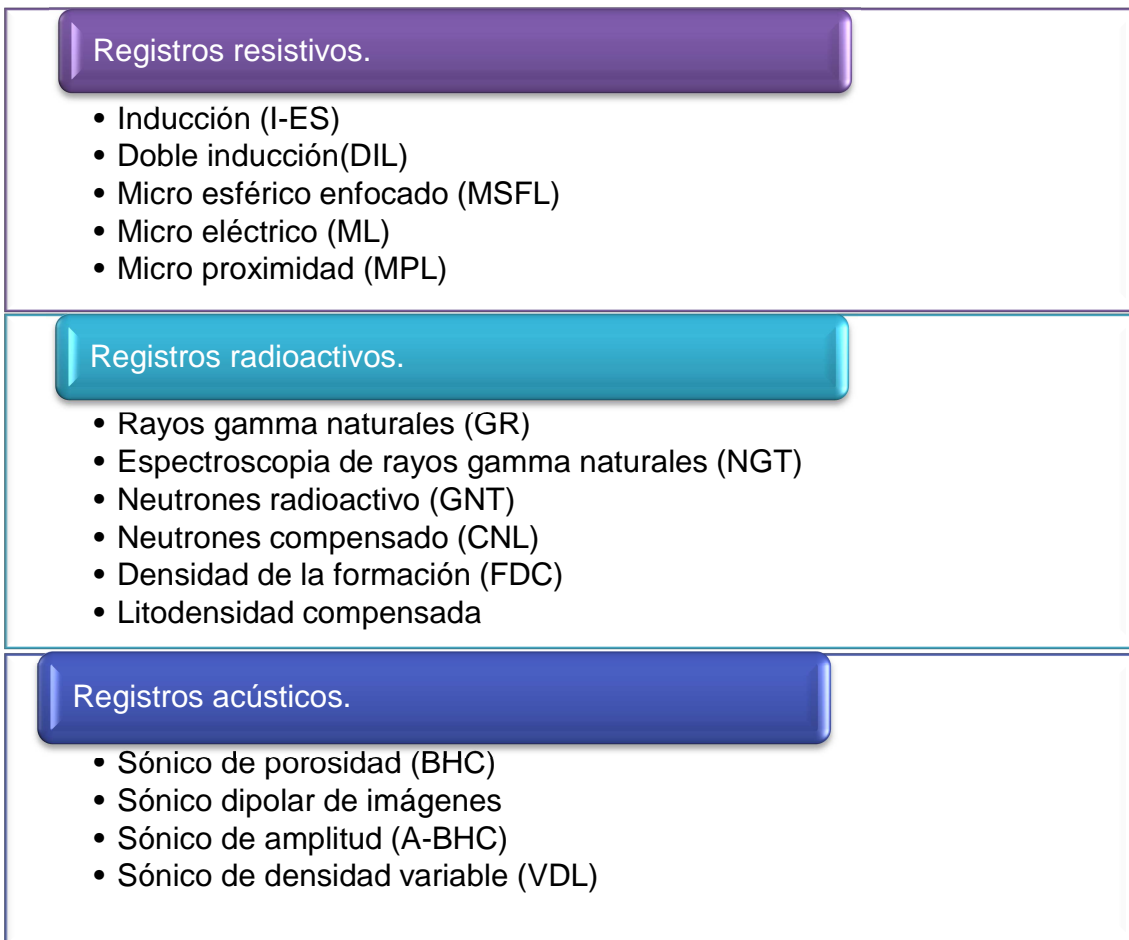 Registros resistivos.
• Inducción (I-ES)
• Doble inducción(DIL)
• Micro esférico enfocado (MSFL)
• Micro eléctrico (ML)
• Micro proximidad (MPL)
Registros radioactivos.
• Rayos gamma naturales (GR)
• Espectroscopia de rayos gamma naturales (NGT)
• Neutrones radioactivo (GNT)
• Neutrones compensado (CNL)
• Densidad de la formación (FDC)
• Litodensidad compensada
Registros acústicos.
• Sónico de porosidad (BHC)
• Sónico dipolar de imágenes
• Sónico de amplitud (A-BHC)
• Sónico de densidad variable (VDL)